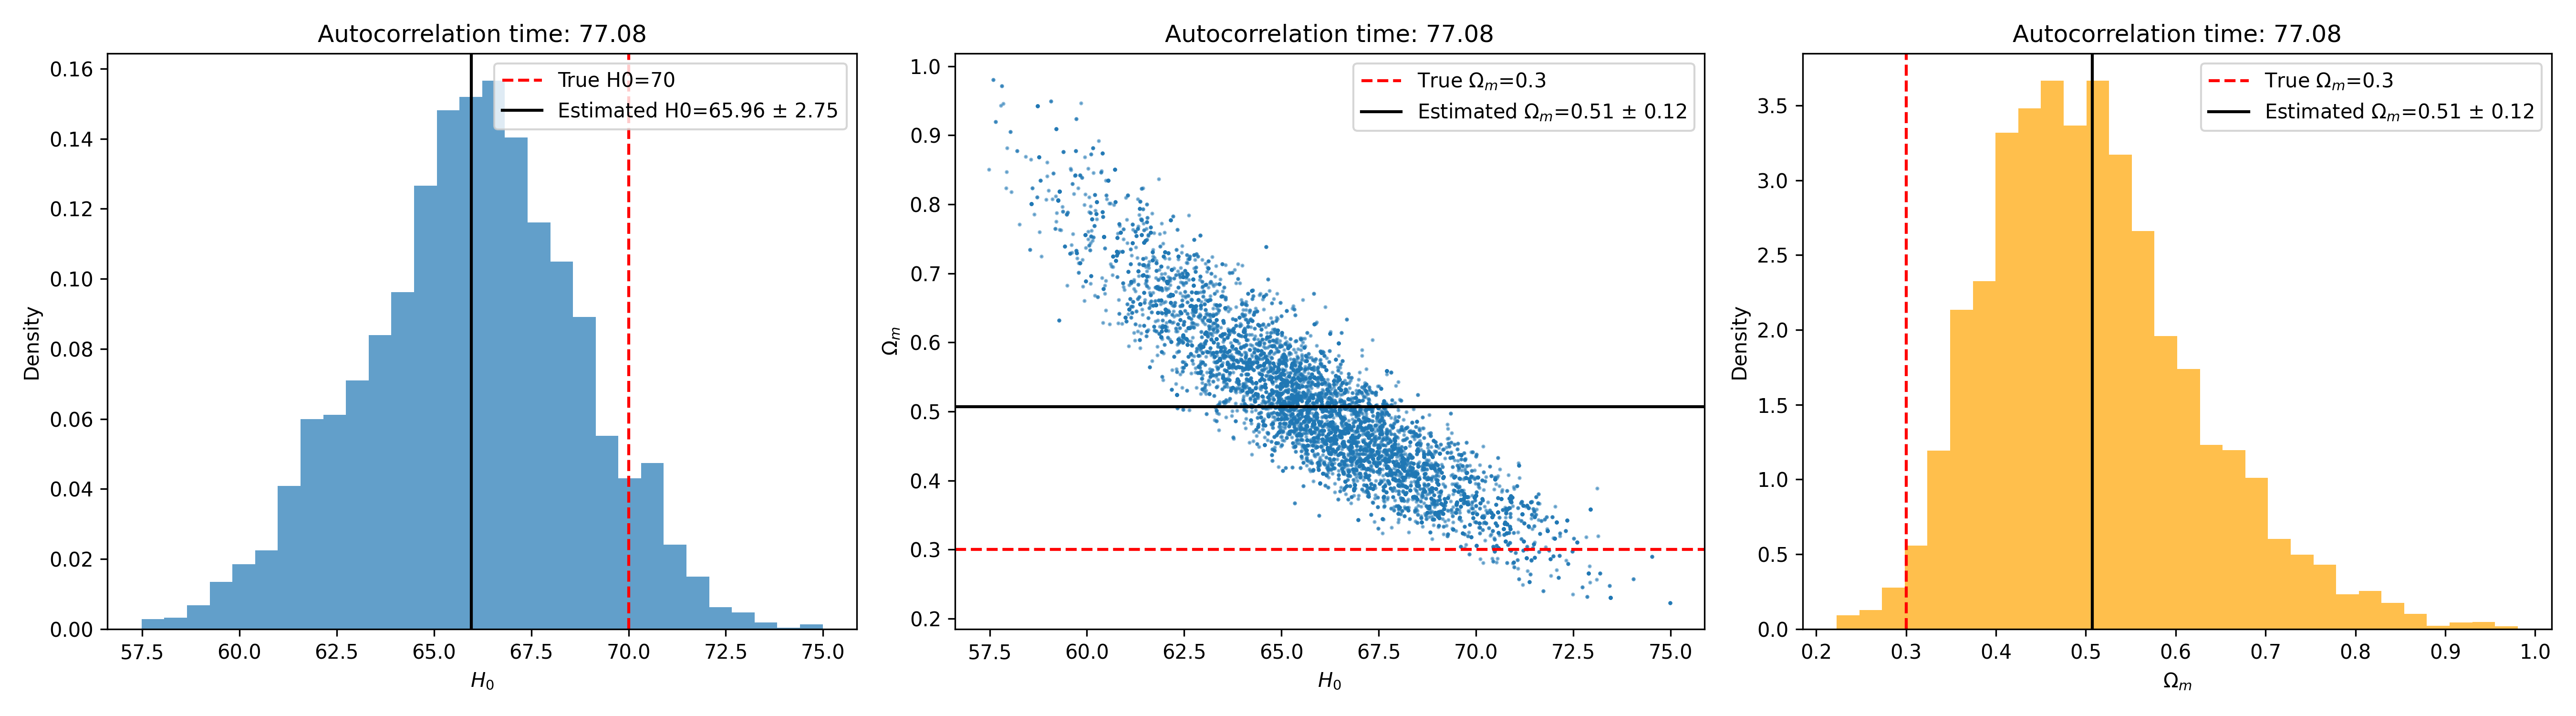 Autocorrelation time: 77.08
True H0=70
Estimated H0=65.96 ± 2.75
Density
0.16
0.14
0.12
0.10
0.08
0.06
0.04
0.02
0.00
57.5 60.0 62.5 65.0 67.5 70.0 72.5 75.0
H₀
Autocorrelation time: 77.08
True Ωₘ=0.3
Estimated Ωₘ=0.51 ± 0.12
Ωₘ
1.0
0.9
0.8
0.7
0.6
0.5
0.4
0.3
0.2
57.5 60.0 62.5 65.0 67.5 70.0 72.5 75.0
H₀
Autocorrelation time: 77.08
True Ωₘ=0.3
Estimated Ωₘ=0.51 ± 0.12
Density
3.5
3.0
2.5
2.0
1.5
1.0
0.5
0.0
0.2 0.3 0.4 0.5 0.6 0.7 0.8 0.9 1.0
Ωₘ